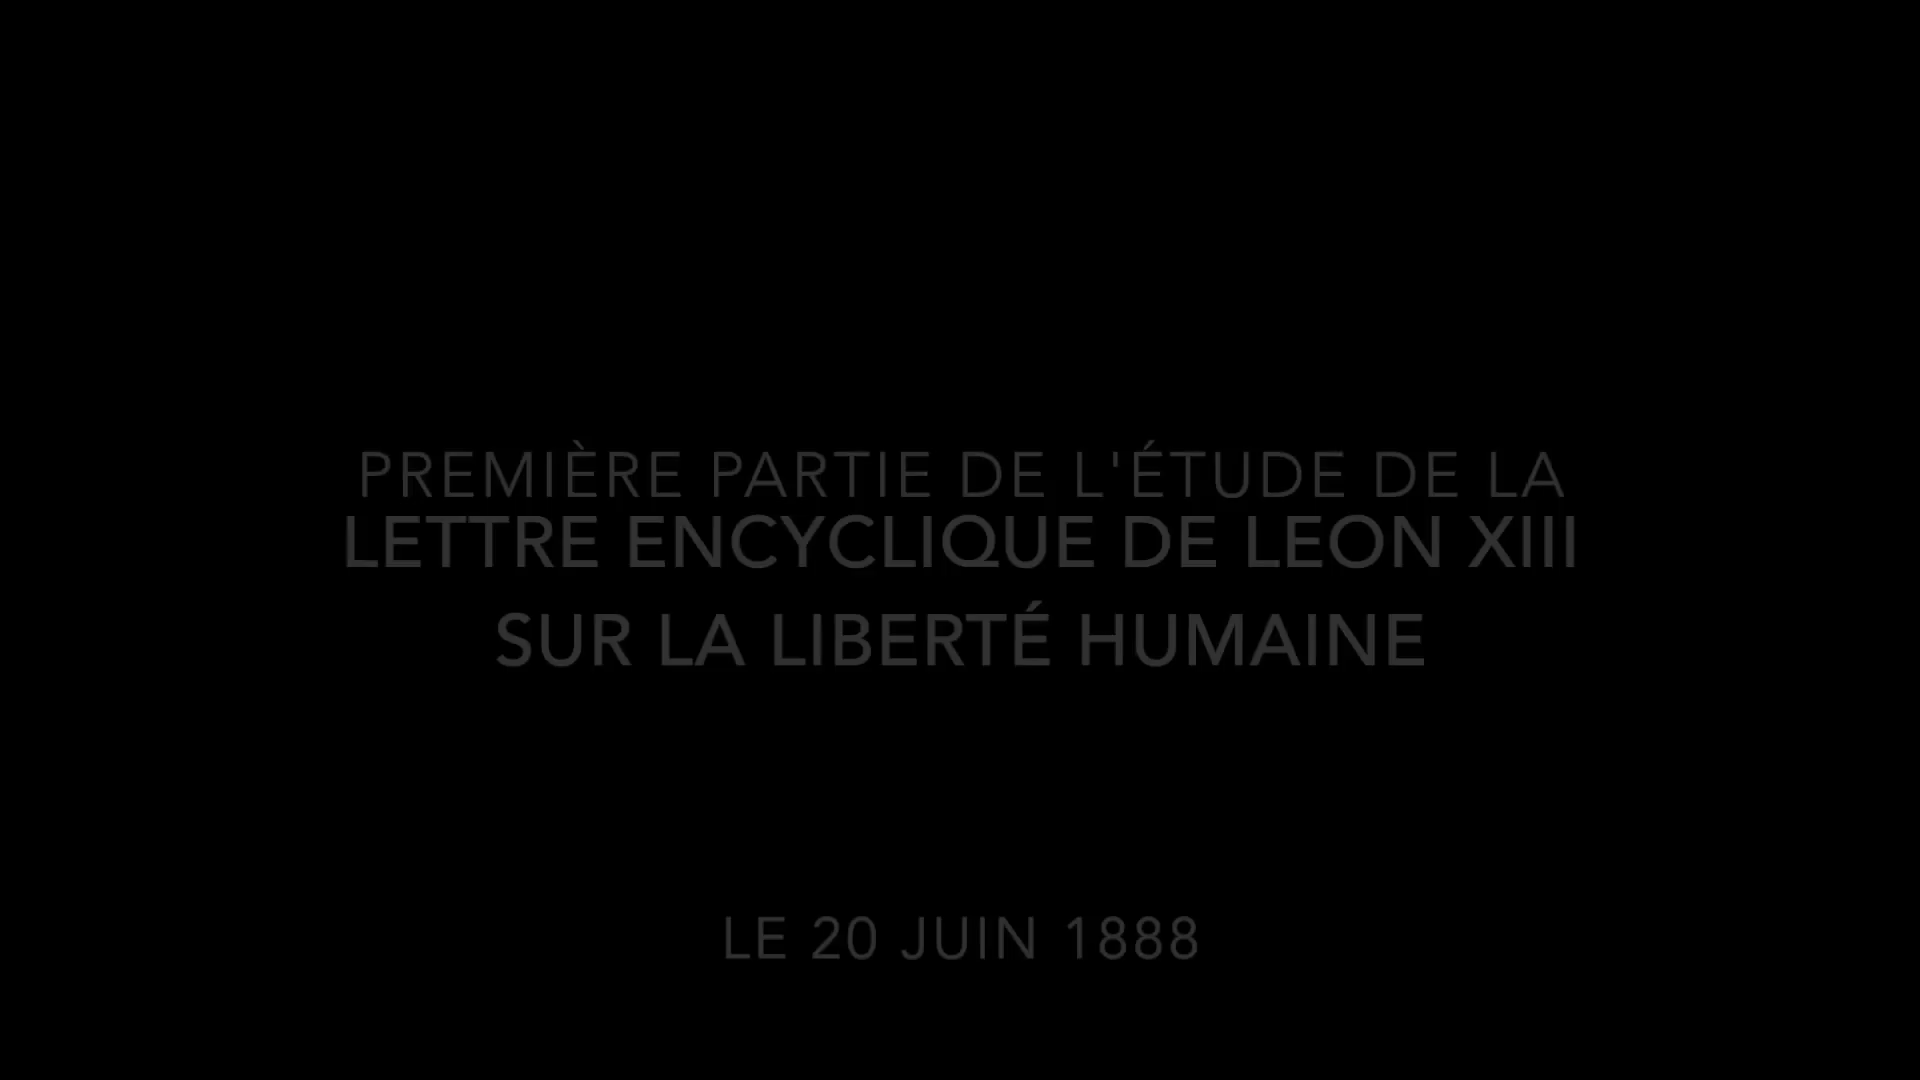 PREMIÈRE PARTIE DE L'ÉTUDE DE LA
LETTRE ENCYCLIQUE DE LEON XIII
SUR LA LIBERTÉ HUMAINE
LE 20 JUIN 1888